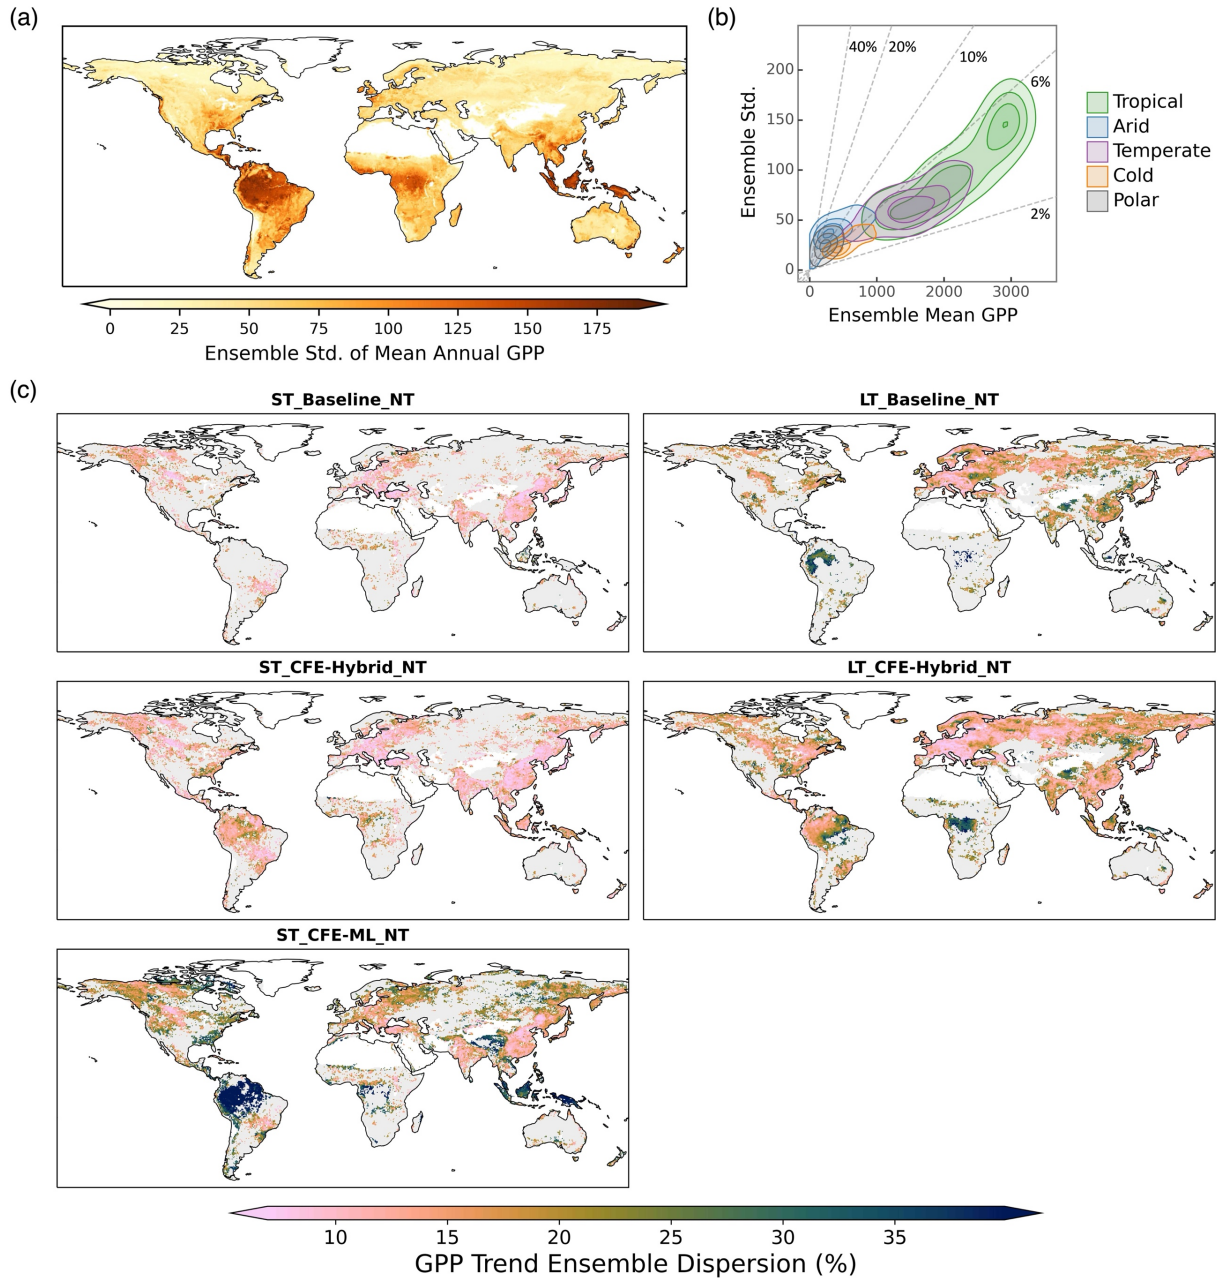 (a)
0 25 50 75 100 125 150 175
Ensemble Std. of Mean Annual GPP
(b)
40% 20% 10% 6% 2%
200
150
100
50
0
Ensemble Std.
0 1000 2000 3000
Ensemble Mean GPP
Tropical
Arid
Temperate
Cold
Polar
(c)
ST_Baseline_NT
LT_Baseline_NT
ST_CFE-Hybrid_NT
LT_CFE-Hybrid_NT
ST_CFE-ML_NT
10 15 20 25 30 35
GPP Trend Ensemble Dispersion (%)